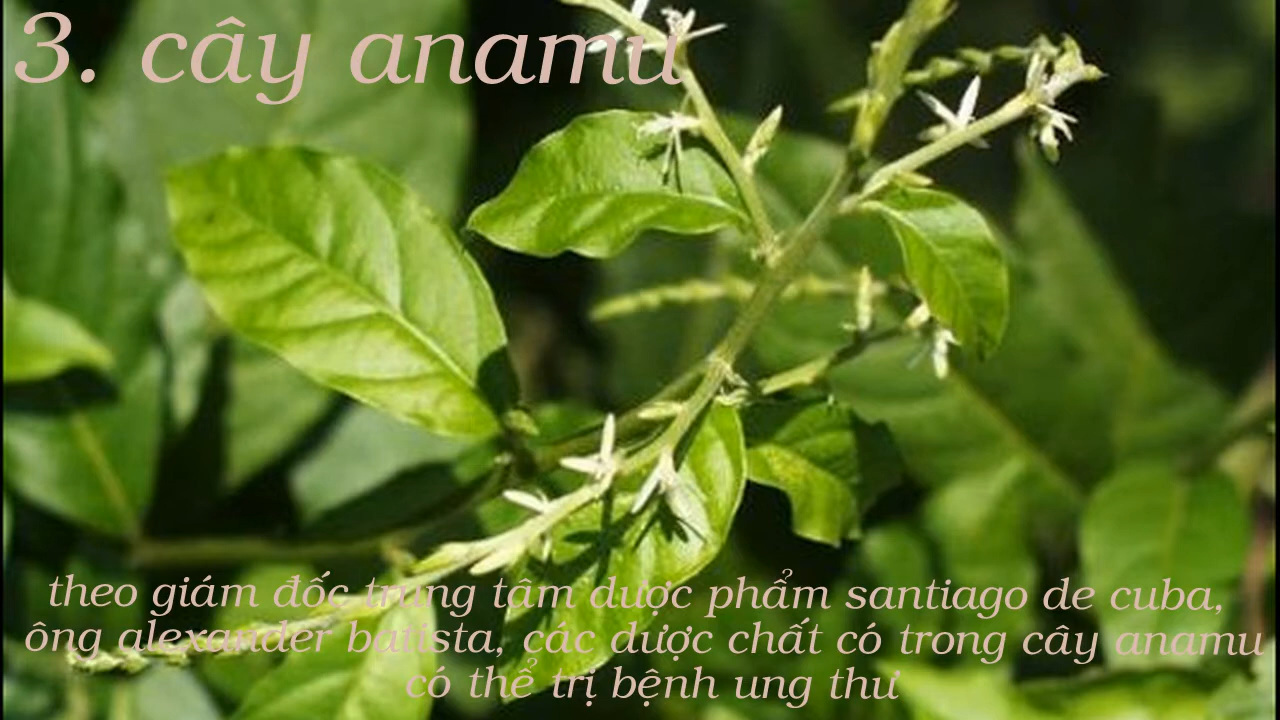 3. cây anamu
theo giám đốc trung tâm dược phẩm santiago de cuba,
ông alexander batista, các dược chất có trong cây anamu
có thể trị bệnh ung thư